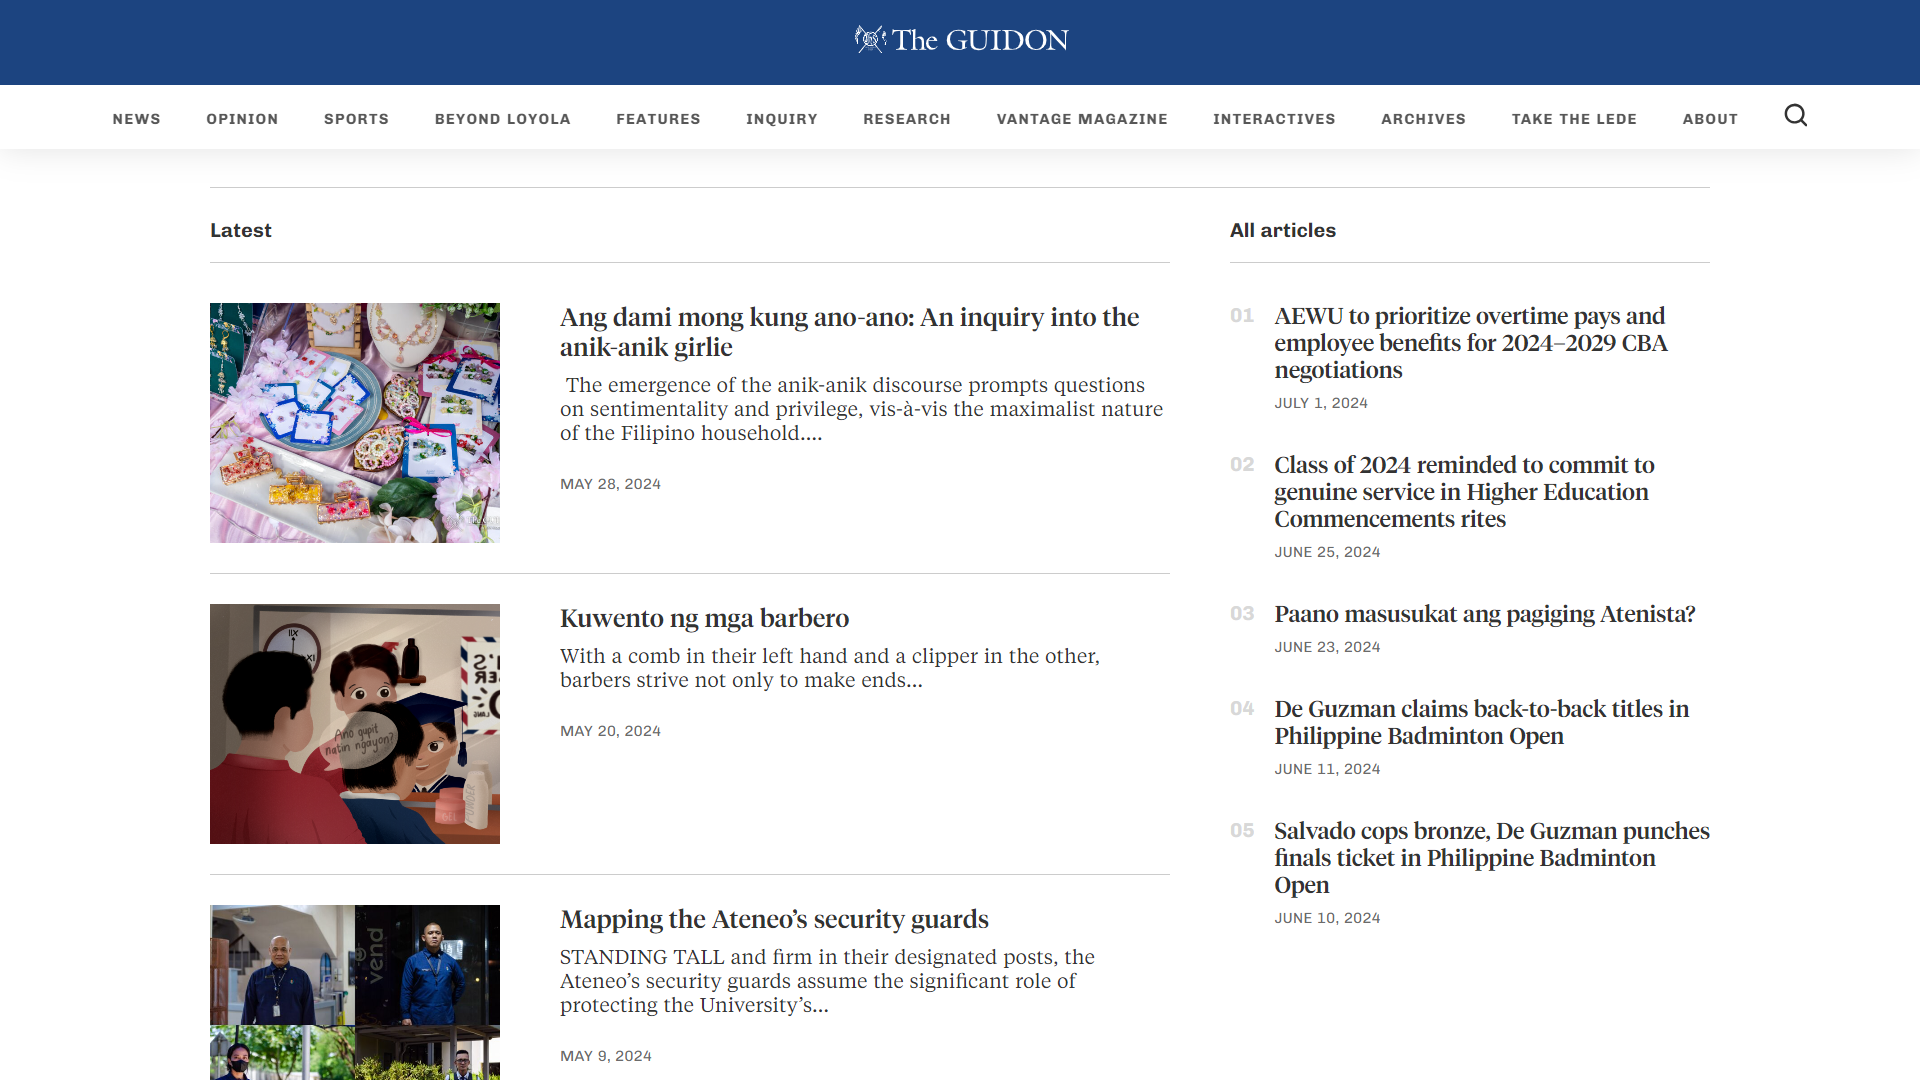 The GUIDON
NEWS
OPINION
SPORTS
BEYOND LOYOLA
FEATURES
INQUIRY
RESEARCH
VANTAGE MAGAZINE
INTERACTIVES
ARCHIVES
TAKE THE LEDE
ABOUT
Latest
Ang dami mong kung ano-ano: An inquiry into the
anik-anik girlie
The emergence of the anik-anik discourse prompts questions
on sentimentality and privilege, vis-à-vis the maximalist nature
of the Filipino household....
MAY 28, 2024
Ano gupit
natin ngayon?
Kuwento ng mga barbero
With a comb in their left hand and a clipper in the other,
barbers strive not only to make ends...
MAY 20, 2024
vend
Mapping the Ateneo’s security guards
STANDING TALL and firm in their designated posts, the
Ateneo’s security guards assume the significant role of
protecting the University’s...
MAY 9, 2024
All articles
01
AEWU to prioritize overtime pays and
employee benefits for 2024–2029 CBA
negotiations
JULY 1, 2024
02
Class of 2024 reminded to commit to
genuine service in Higher Education
Commencements rites
JUNE 25, 2024
03
Paano masusukat ang pagiging Atenista?
JUNE 23, 2024
04
De Guzman claims back-to-back titles in
Philippine Badminton Open
JUNE 11, 2024
05
Salvado cops bronze, De Guzman punches
finals ticket in Philippine Badminton
Open
JUNE 10, 2024